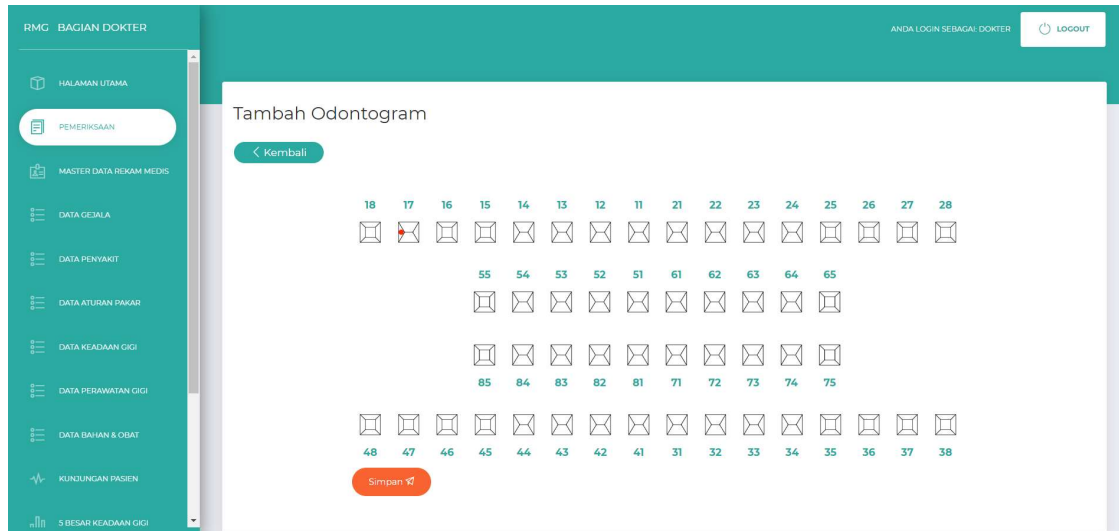 RMG BAGIAN DOKTER
ANDA LOGIN SEBAGAI: DOKTER
LOGOUT
HALAMAN UTAMA
PEMERIKSAAN
MASTER DATA REKAM MEDIS
DATA GEJALA
DATA PENYAKIT
DATA ATURAN PAKAR
DATA KEADAAN GIGI
DATA PERAWATAN GIGI
DATA BAHAN & OBAT
KUNJUNGAN PASIEN
5 BESAR KEADAAN GIGI
Tambah Odontogram
< Kembali
18 17 16 15 14 13 12 11 21 22 23 24 25 26 27 28
55 54 53 52 51 61 62 63 64 65
85 84 83 82 81 71 72 73 74 75
48 47 46 45 44 43 42 41 31 32 33 34 35 36 37 38
Simpan